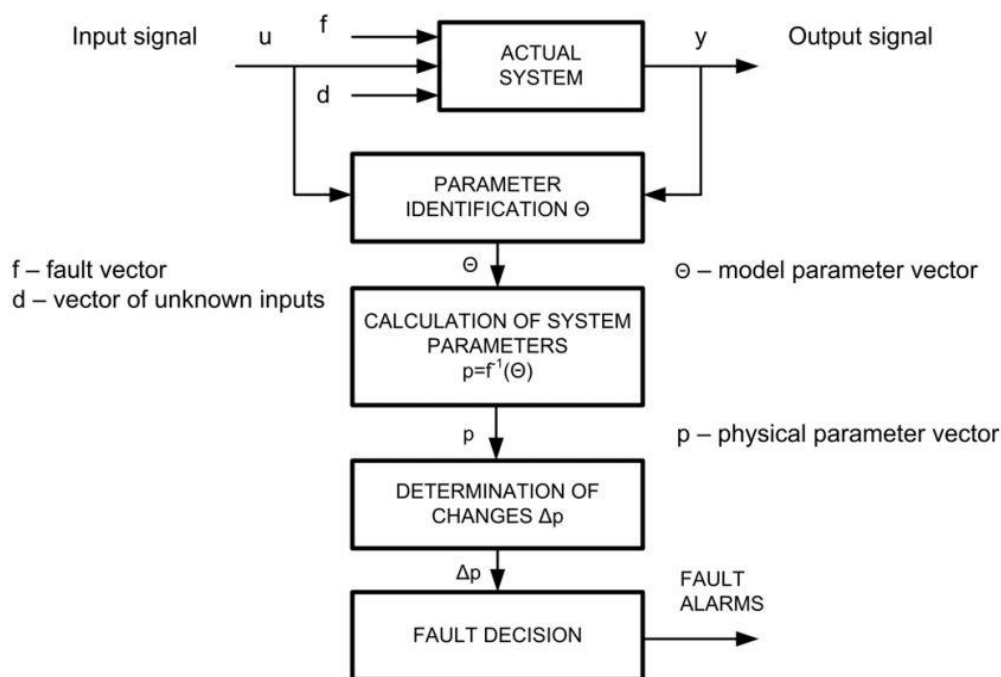 Input signal
u
f
d
ACTUAL
SYSTEM
y
Output signal
PARAMETER
IDENTIFICATION Θ
f – fault vector
d – vector of unknown inputs
Θ
Θ – model parameter vector
CALCULATION OF SYSTEM
PARAMETERS
p=f⁻¹(Θ)
p
p – physical parameter vector
DETERMINATION OF
CHANGES Δp
Δp
FAULT
ALARMS
FAULT DECISION